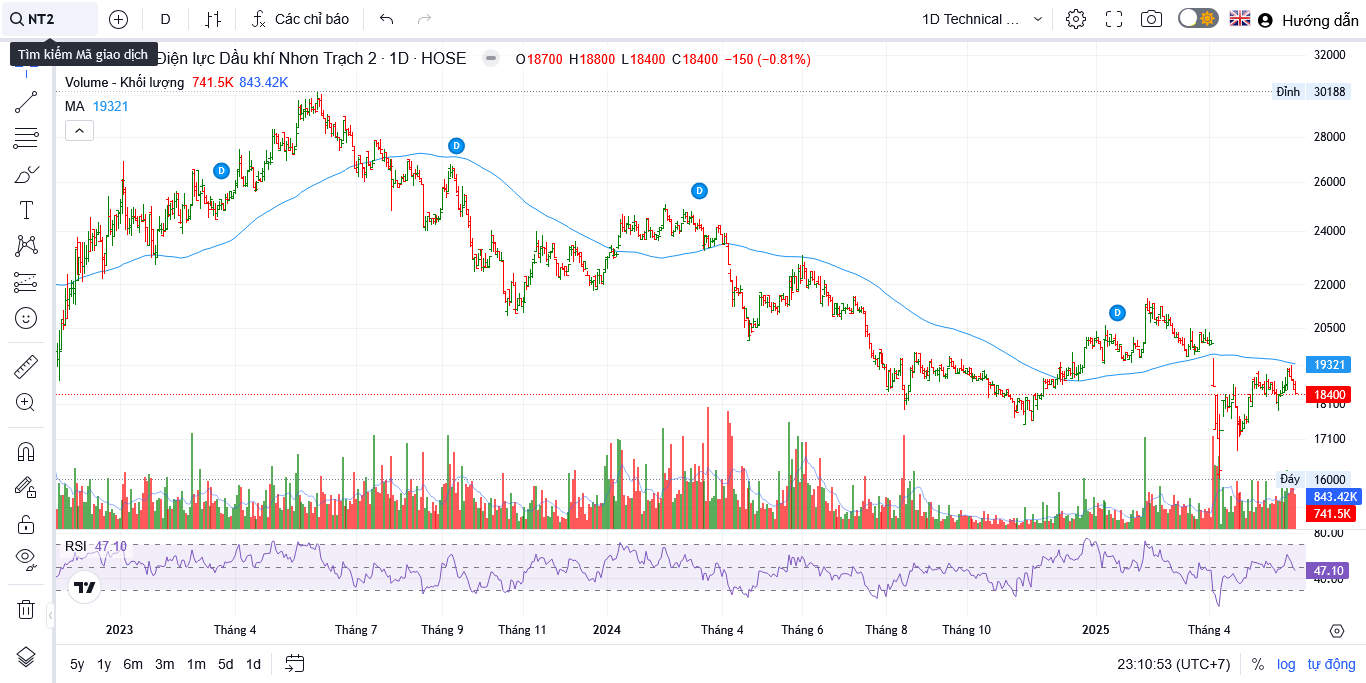 NT2
D
Các chỉ báo
1D Technical ...
Hướng dẫn
Tìm kiếm Mã giao dịch
Điện lực Dầu khí Nhơn Trạch 2 · 1D · HOSE
O18700 H18800 L18400 C18400 −150 (−0.81%)
Volume - Khối lượng 741.5K 843.42K
MA 19321
32000
Đỉnh 30188
28000
26000
24000
22000
20500
19321
18400
18100
17100
Đáy 16000
843.42K
741.5K
80.00
RSI 47.10
47.10
40.00
D
D
D
D
2023
Tháng 4
Tháng 7
Tháng 9
Tháng 11
2024
Tháng 4
Tháng 6
Tháng 8
Tháng 10
2025
Tháng 4
5y 1y 6m 3m 1m 5d 1d
23:10:53 (UTC+7)
% log tự động